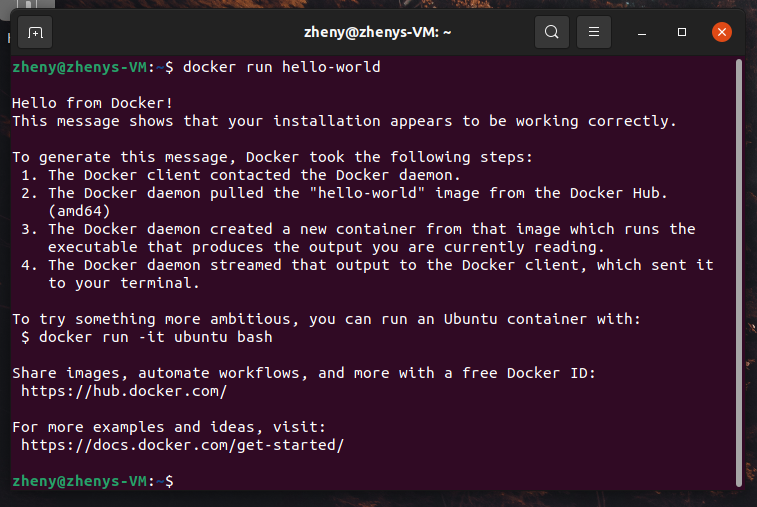 zheny@zhenys-VM: ~
zheny@zhenys-VM:~$ docker run hello-world
Hello from Docker!
This message shows that your installation appears to be working correctly.
To generate this message, Docker took the following steps:
1. The Docker client contacted the Docker daemon.
2. The Docker daemon pulled the "hello-world" image from the Docker Hub.
(amd64)
3. The Docker daemon created a new container from that image which runs the
executable that produces the output you are currently reading.
4. The Docker daemon streamed that output to the Docker client, which sent it
to your terminal.
To try something more ambitious, you can run an Ubuntu container with:
$ docker run -it ubuntu bash
Share images, automate workflows, and more with a free Docker ID:
https://hub.docker.com/
For more examples and ideas, visit:
https://docs.docker.com/get-started/
zheny@zhenys-VM:~$